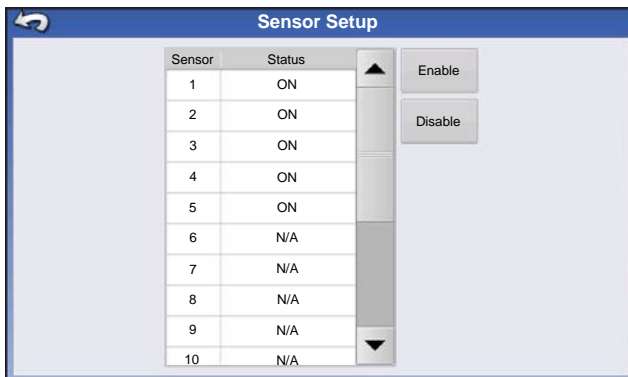 Sensor Setup
Sensor Status
1 ON
2 ON
3 ON
4 ON
5 ON
6 N/A
7 N/A
8 N/A
9 N/A
10 N/A
Enable
Disable